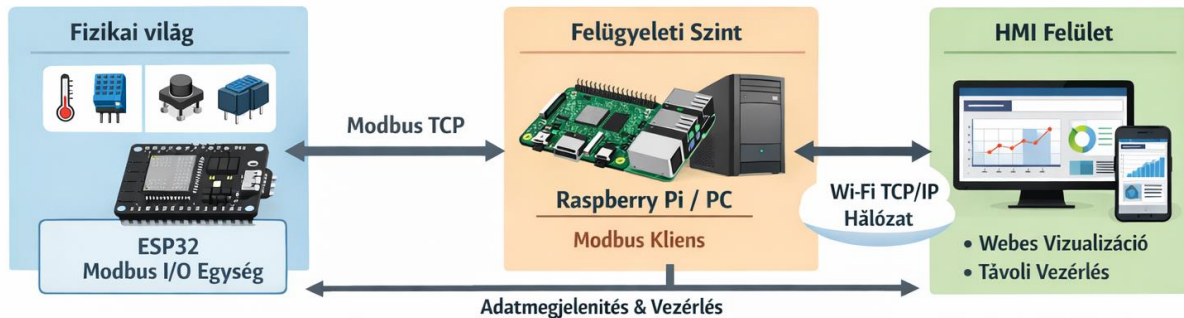 Fizikai világ
ESP32
Modbus I/O Egység
Modbus TCP
Felügyeleti Szint
Raspberry Pi / PC
Modbus Kliens
Wi-Fi TCP/IP
Hálózat
HMI Felület
• Webes Vizualizáció
• Távoli Vezérlés
Adatmegjelenités & Vezérlés